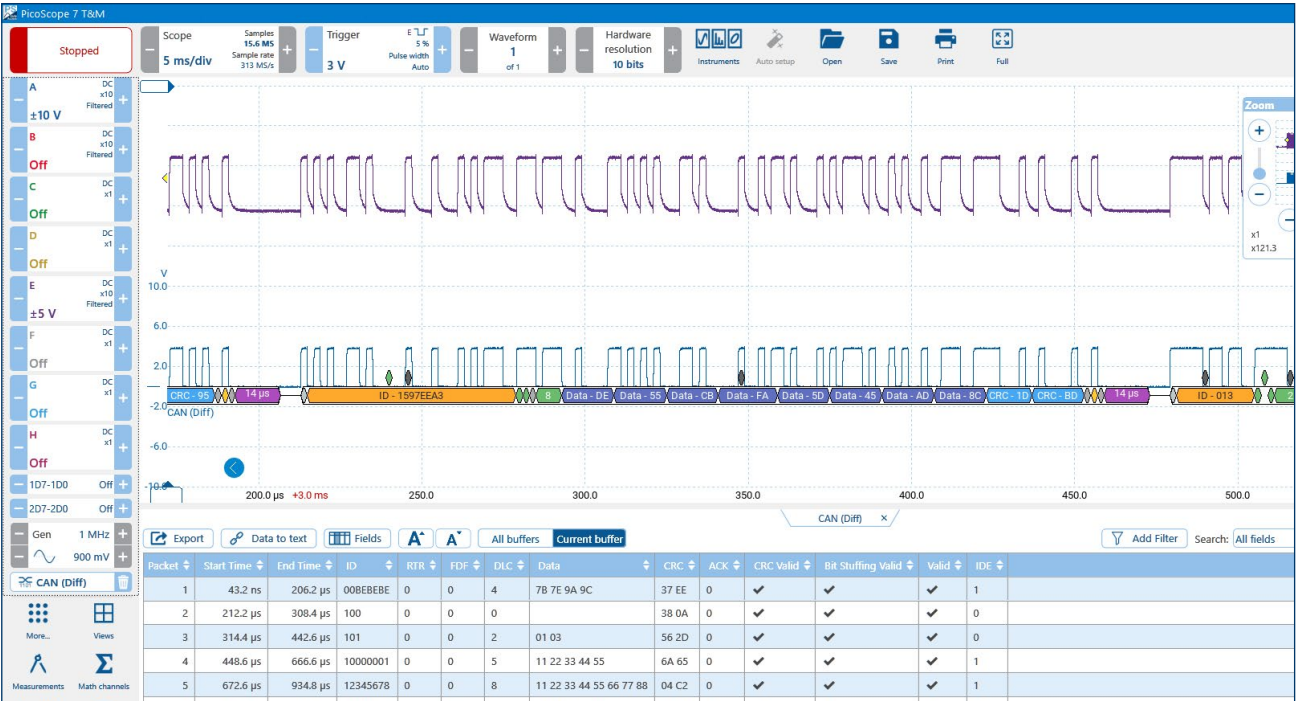 PicoScope 7 T&M
Stopped
Scope
5 ms/div
Samples
15.6 MS
Sample rate
313 MS/s
Trigger
3 V
E
5 %
Pulse width
Auto
Waveform
1
of 1
Hardware
resolution
10 bits
Instruments
Auto setup
Open
Save
Print
Full
A
DC
x10
Filtered
±10 V
B
DC
x10
Filtered
Off
C
DC
x1
Off
D
DC
x1
Off
E
DC
x10
Filtered
±5 V
F
DC
x1
Off
G
DC
x1
Off
H
DC
x1
Off
1D7-1D0 Off
2D7-2D0 Off
Gen 1 MHz
900 mV
CAN (Diff)
More...
Views
Measurements
Math channels
Zoom
x1
x121.3
V
10.0
6.0
2.0
-2.0
-6.0
-10.0
CRC - 95 14 µs ID - 1597EEA3 8 Data - DE Data - 55 Data - CB Data - FA Data - 5D Data - 45 Data - AD Data - 8C CRC - 1D CRC - BD 14 µs ID - 013 2
CAN (Diff)
200.0 µs +3.0 ms 250.0 300.0 350.0 400.0 450.0 500.0
CAN (Diff) ×
Export Data to text Fields A A All buffers Current buffer Add Filter Search: All fields
Packet Start Time End Time ID RTR FDF DLC Data CRC ACK CRC Valid Bit Stuffing Valid Valid IDE
1 43.2 ns 206.2 µs 00BEBEBE 0 0 4 7B 7E 9A 9C 37 EE 0 ✔ ✔ ✔ 1
2 212.2 µs 308.4 µs 100 0 0 0 38 0A 0 ✔ ✔ ✔ 0
3 314.4 µs 442.6 µs 101 0 0 2 01 03 56 2D 0 ✔ ✔ ✔ 0
4 448.6 µs 666.6 µs 10000001 0 0 5 11 22 33 44 55 6A 65 0 ✔ ✔ ✔ 1
5 672.6 µs 934.8 µs 12345678 0 0 8 11 22 33 44 55 66 77 88 04 C2 0 ✔ ✔ ✔ 1